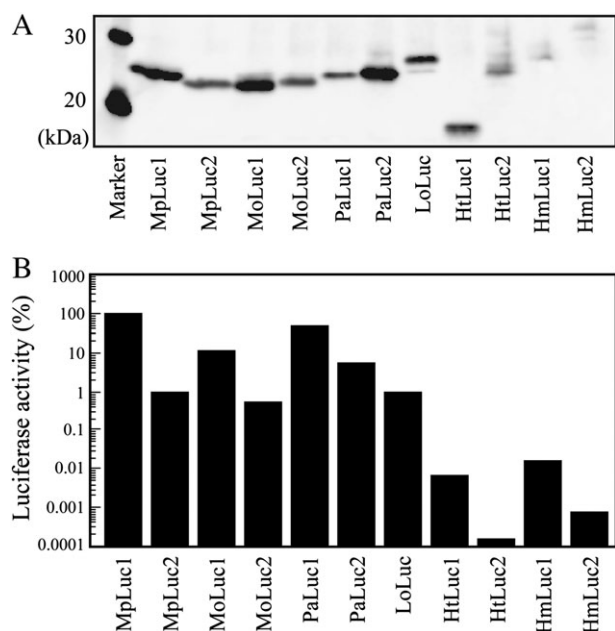 A
30
20
(kDa)
Marker
MpLuc1
MpLuc2
MoLuc1
MoLuc2
PaLuc1
PaLuc2
LoLuc
HtLuc1
HtLuc2
HmLuc1
HmLuc2
B
Luciferase activity (%)
1000
100
10
1
0.1
0.01
0.001
0.0001
MpLuc1
MpLuc2
MoLuc1
MoLuc2
PaLuc1
PaLuc2
LoLuc
HtLuc1
HtLuc2
HmLuc1
HmLuc2